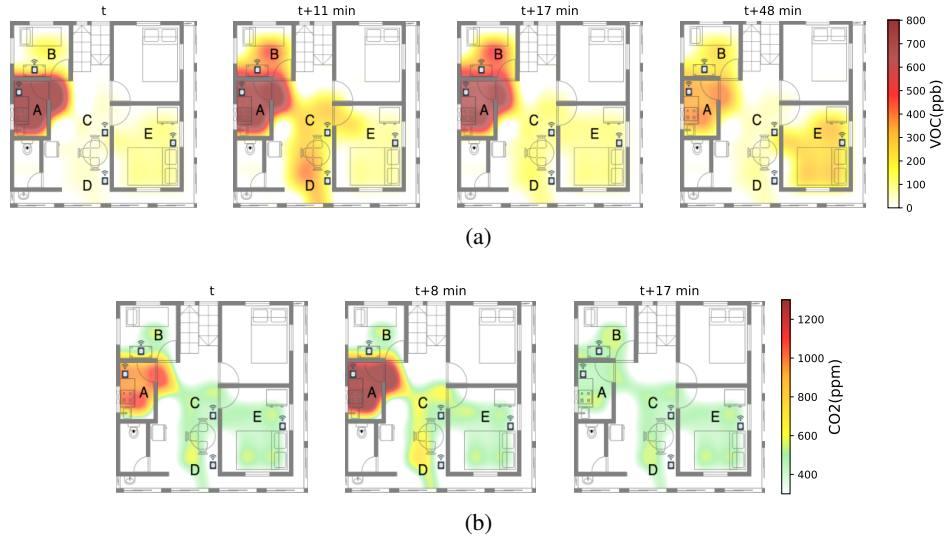 t
t+11 min
t+17 min
t+48 min
B
A
C
E
D
B
A
C
E
D
B
A
C
E
D
B
A
C
E
D
800
700
600
500
400
300
200
100
0
VOC(ppb)
(a)
t
t+8 min
t+17 min
B
A
C
E
D
B
A
C
E
D
B
A
C
E
D
1200
1000
800
600
400
CO2(ppm)
(b)